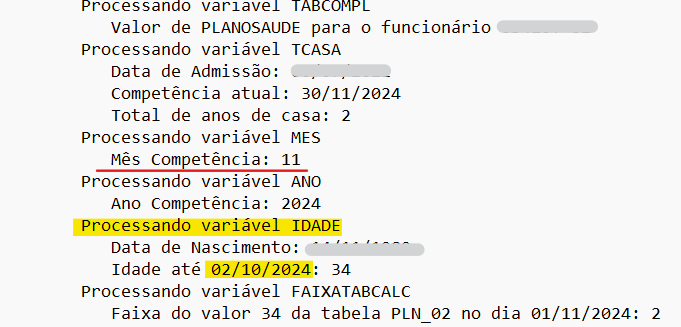 Processando variável TABCOMPL
Valor de PLANOSAUDE para o funcionário
Processando variável TCASA
Data de Admissão:
Competência atual: 30/11/2024
Total de anos de casa: 2
Processando variável MES
Mês Competência: 11
Processando variável ANO
Ano Competência: 2024
Processando variável IDADE
Data de Nascimento:
Idade até 02/10/2024: 34
Processando variável FAIXATABCALC
Faixa do valor 34 da tabela PLN_02 no dia 01/11/2024: 2